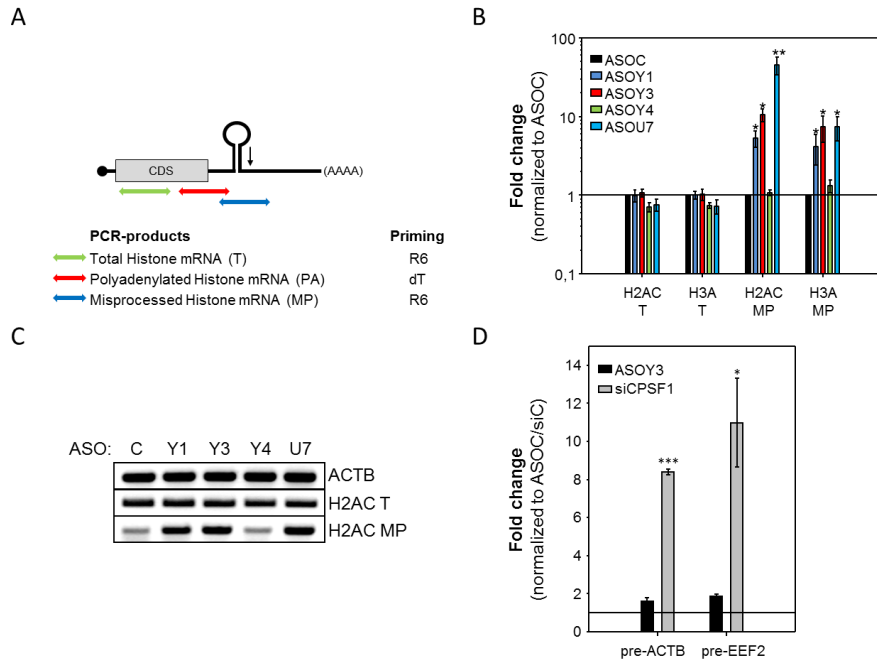 A
CDS
(AAAA)
PCR-products Priming
Total Histone mRNA (T) R6
Polyadenylated Histone mRNA (PA) dT
Misprocessed Histone mRNA (MP) R6
B
Fold change
(normalized to ASOC)
100
10
1
0,1
ASOC
ASOY1
ASOY3
ASOY4
ASOU7
* * ** * * *
H2AC T
H3A T
H2AC MP
H3A MP
C
ASO: C Y1 Y3 Y4 U7
ACTB
H2AC T
H2AC MP
D
Fold change
(normalized to ASOC/siC)
14
12
10
8
6
4
2
0
ASOY3
siCPSF1
***
*
pre-ACTB pre-EEF2